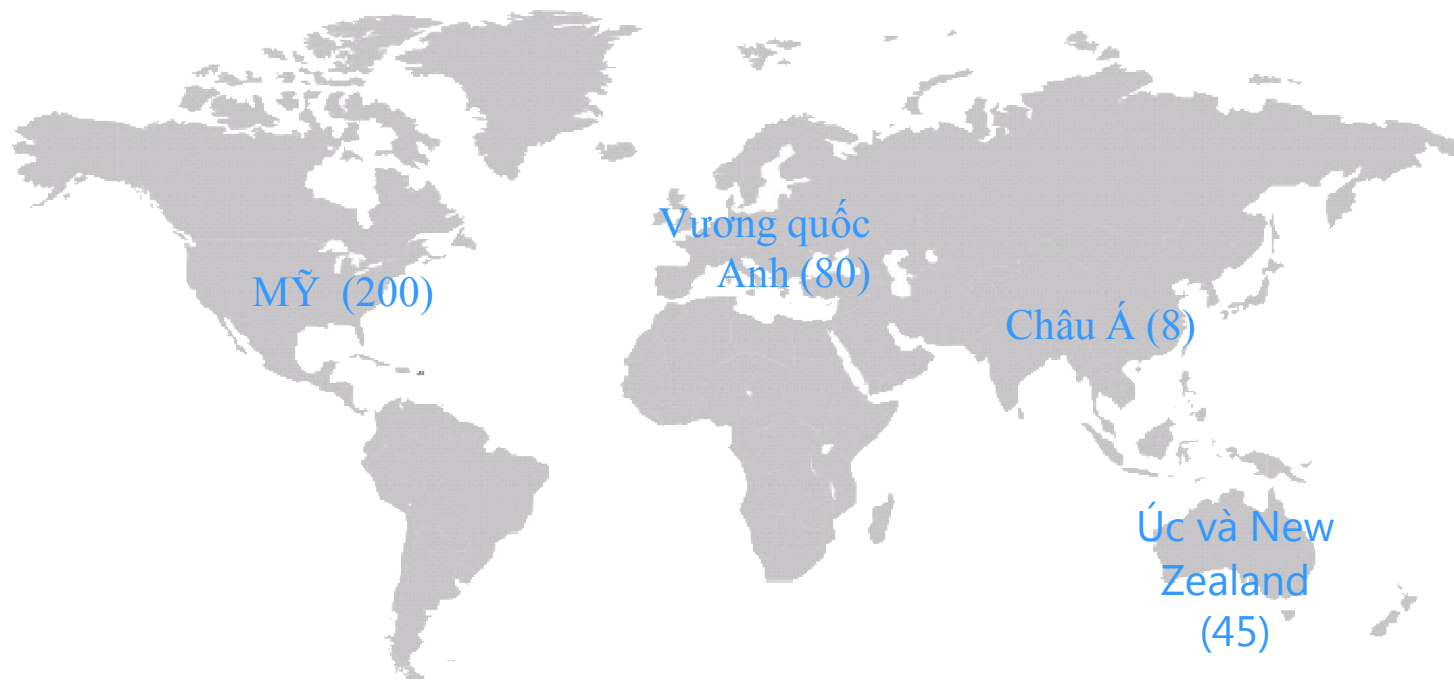 Vương quốc
Anh (80)
MỸ (200)
Châu Á (8)
Úc và New
Zealand
(45)